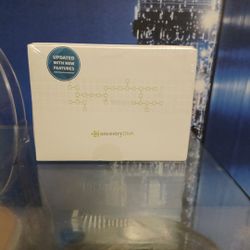 UPDATED
WITH NEW
FEATURES
ancestryDNA